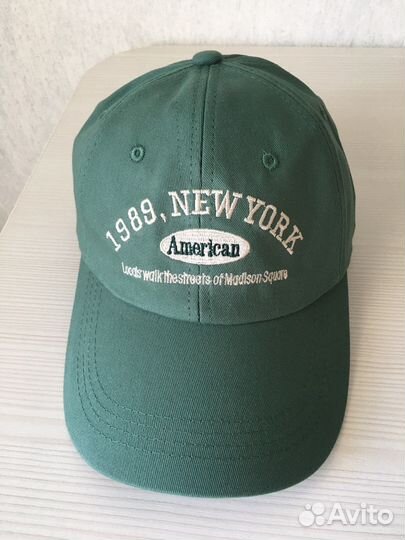 1989, NEW YORK
American
Locals walk the streets of Madison Square
Avito